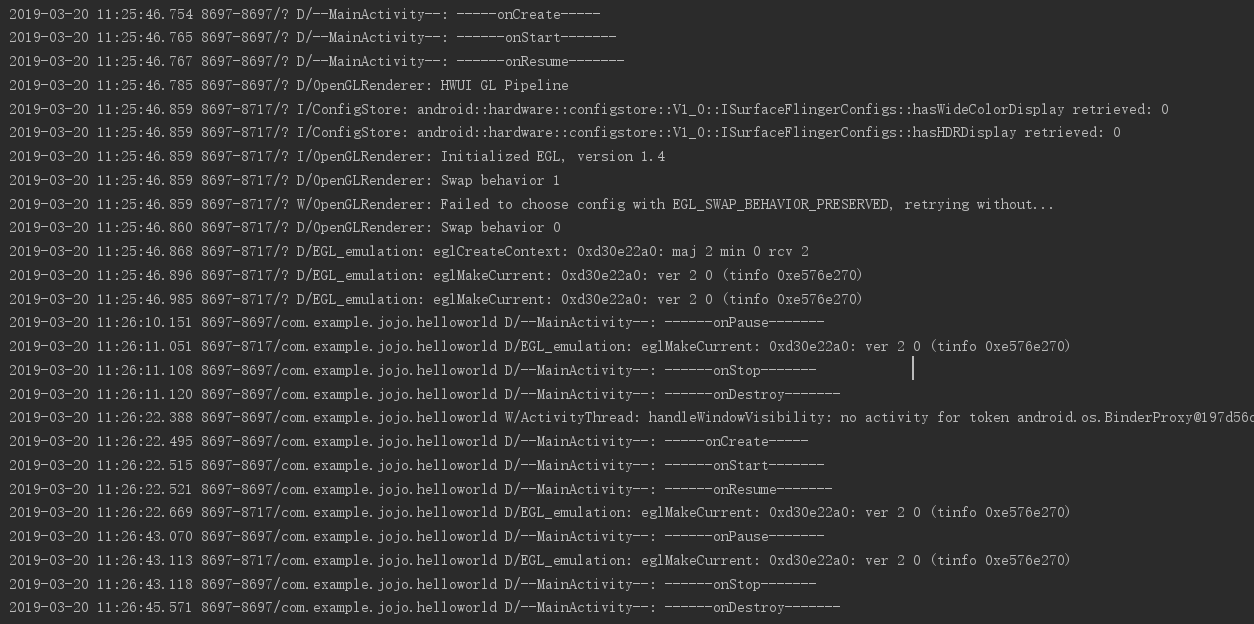 2019-03-20 11:25:46.754 8697-8697/? D/--MainActivity--: -----onCreate-----
2019-03-20 11:25:46.765 8697-8697/? D/--MainActivity--: ------onStart-------
2019-03-20 11:25:46.767 8697-8697/? D/--MainActivity--: ------onResume-------
2019-03-20 11:25:46.785 8697-8697/? D/OpenGLRenderer: HWUI GL Pipeline
2019-03-20 11:25:46.859 8697-8717/? I/ConfigStore: android::hardware::configstore::V1_0::ISurfaceFlingerConfigs::hasWideColorDisplay retrieved: 0
2019-03-20 11:25:46.859 8697-8717/? I/ConfigStore: android::hardware::configstore::V1_0::ISurfaceFlingerConfigs::hasHDRDisplay retrieved: 0
2019-03-20 11:25:46.859 8697-8717/? I/OpenGLRenderer: Initialized EGL, version 1.4
2019-03-20 11:25:46.859 8697-8717/? D/OpenGLRenderer: Swap behavior 1
2019-03-20 11:25:46.859 8697-8717/? W/OpenGLRenderer: Failed to choose config with EGL_SWAP_BEHAVIOR_PRESERVED, retrying without...
2019-03-20 11:25:46.860 8697-8717/? D/OpenGLRenderer: Swap behavior 0
2019-03-20 11:25:46.868 8697-8717/? D/EGL_emulation: eglCreateContext: 0xd30e22a0: maj 2 min 0 rcv 2
2019-03-20 11:25:46.896 8697-8717/? D/EGL_emulation: eglMakeCurrent: 0xd30e22a0: ver 2 0 (tinfo 0xe576e270)
2019-03-20 11:25:46.985 8697-8717/? D/EGL_emulation: eglMakeCurrent: 0xd30e22a0: ver 2 0 (tinfo 0xe576e270)
2019-03-20 11:26:10.151 8697-8697/com.example.jojo.helloworld D/--MainActivity--: ------onPause-------
2019-03-20 11:26:11.051 8697-8717/com.example.jojo.helloworld D/EGL_emulation: eglMakeCurrent: 0xd30e22a0: ver 2 0 (tinfo 0xe576e270)
2019-03-20 11:26:11.108 8697-8697/com.example.jojo.helloworld D/--MainActivity--: ------onStop-------
2019-03-20 11:26:11.120 8697-8697/com.example.jojo.helloworld D/--MainActivity--: ------onDestroy-------
2019-03-20 11:26:22.388 8697-8697/com.example.jojo.helloworld W/ActivityThread: handleWindowVisibility: no activity for token android.os.BinderProxy@197d56
2019-03-20 11:26:22.495 8697-8697/com.example.jojo.helloworld D/--MainActivity--: -----onCreate-----
2019-03-20 11:26:22.515 8697-8697/com.example.jojo.helloworld D/--MainActivity--: ------onStart-------
2019-03-20 11:26:22.521 8697-8697/com.example.jojo.helloworld D/--MainActivity--: ------onResume-------
2019-03-20 11:26:22.669 8697-8717/com.example.jojo.helloworld D/EGL_emulation: eglMakeCurrent: 0xd30e22a0: ver 2 0 (tinfo 0xe576e270)
2019-03-20 11:26:43.070 8697-8697/com.example.jojo.helloworld D/--MainActivity--: ------onPause-------
2019-03-20 11:26:43.113 8697-8717/com.example.jojo.helloworld D/EGL_emulation: eglMakeCurrent: 0xd30e22a0: ver 2 0 (tinfo 0xe576e270)
2019-03-20 11:26:43.118 8697-8697/com.example.jojo.helloworld D/--MainActivity--: ------onStop-------
2019-03-20 11:26:45.571 8697-8697/com.example.jojo.helloworld D/--MainActivity--: ------onDestroy-------